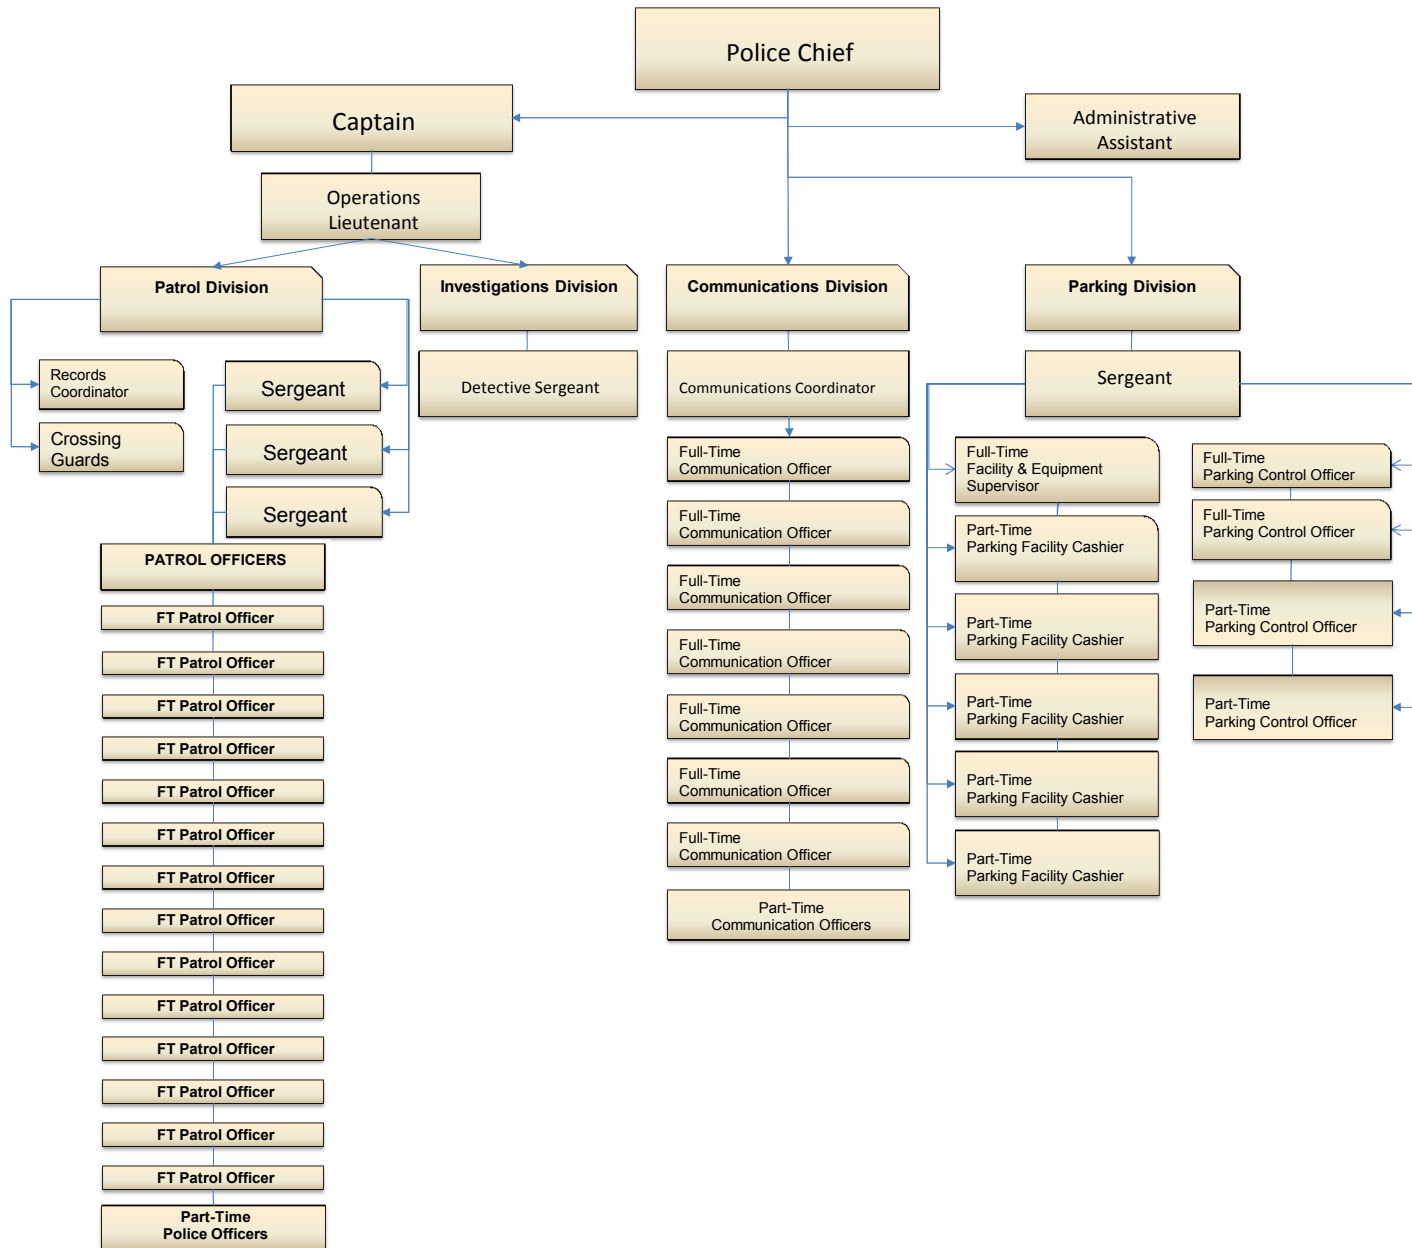 Police Chief
Captain
Administrative
Assistant
Operations
Lieutenant
Patrol Division
Investigations Division
Communications Division
Parking Division
Records
Coordinator
Crossing
Guards
Sergeant
Sergeant
Sergeant
PATROL OFFICERS
FT Patrol Officer
FT Patrol Officer
FT Patrol Officer
FT Patrol Officer
FT Patrol Officer
FT Patrol Officer
FT Patrol Officer
FT Patrol Officer
FT Patrol Officer
FT Patrol Officer
FT Patrol Officer
FT Patrol Officer
FT Patrol Officer
FT Patrol Officer
Part-Time
Police Officers
Detective Sergeant
Communications Coordinator
Full-Time
Communication Officer
Full-Time
Communication Officer
Full-Time
Communication Officer
Full-Time
Communication Officer
Full-Time
Communication Officer
Full-Time
Communication Officer
Full-Time
Communication Officer
Part-Time
Communication Officers
Sergeant
Full-Time
Facility & Equipment
Supervisor
Part-Time
Parking Facility Cashier
Part-Time
Parking Facility Cashier
Part-Time
Parking Facility Cashier
Part-Time
Parking Facility Cashier
Part-Time
Parking Facility Cashier
Full-Time
Parking Control Officer
Full-Time
Parking Control Officer
Part-Time
Parking Control Officer
Part-Time
Parking Control Officer